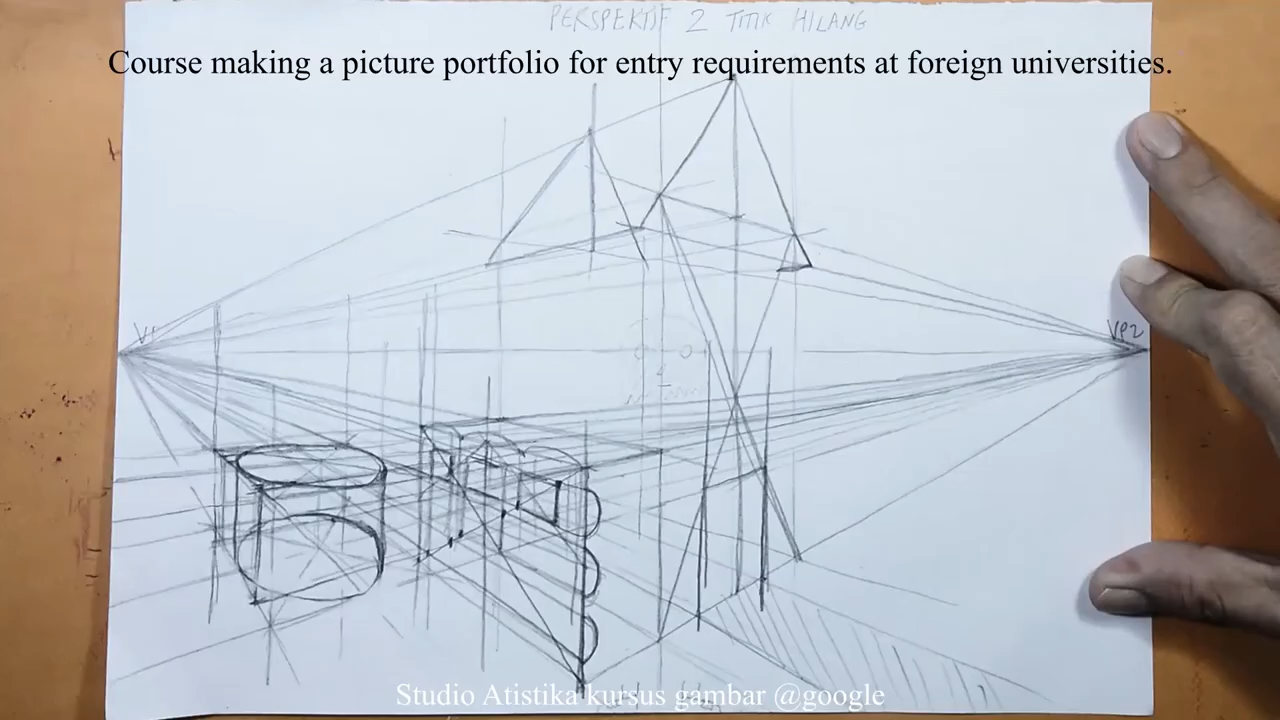 PERSPEKTIF 2 TITIK HILANG
Course making a picture portfolio for entry requirements at foreign universities.
VP2
Studio Atistika kursus gambar @google